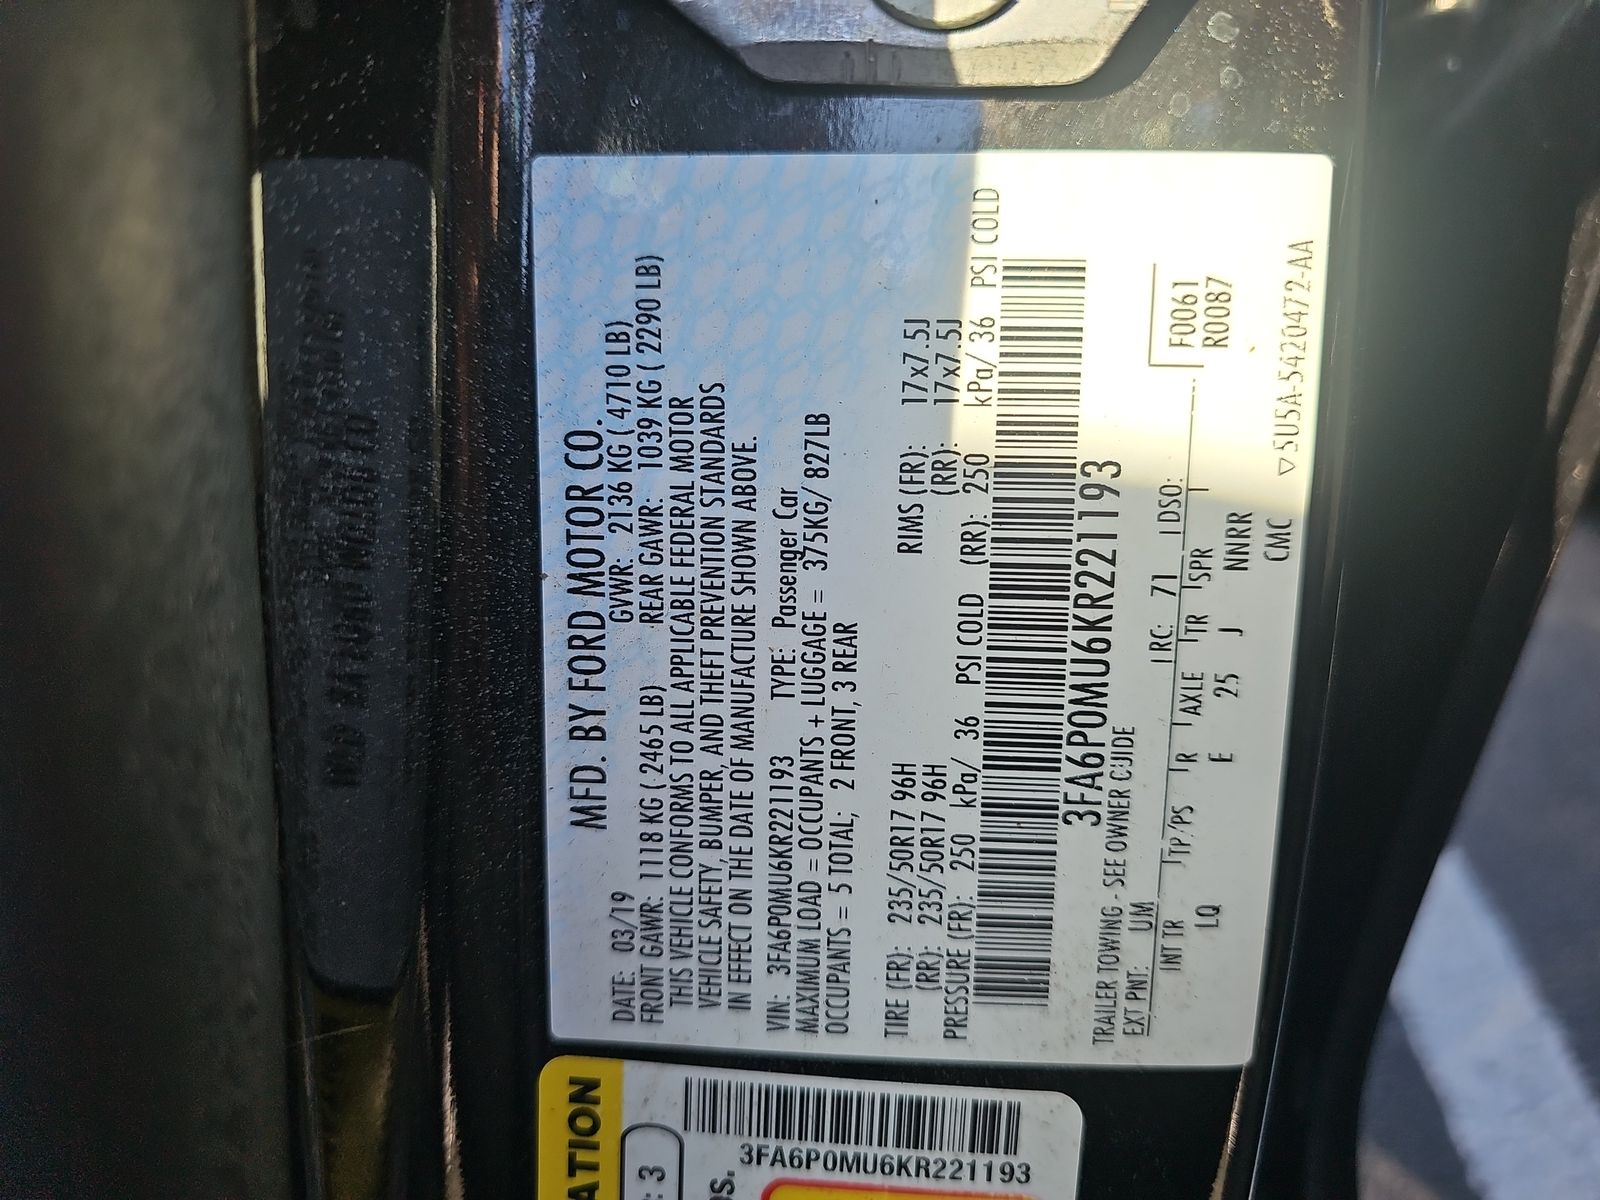 MFD. BY FORD MOTOR CO.
DATE: 03/19 GVWR: 2136 KG ( 4710 LB)
FRONT GAWR: 1118 KG ( 2465 LB) REAR GAWR: 1039 KG ( 2290 LB)
THIS VEHICLE CONFORMS TO ALL APPLICABLE FEDERAL MOTOR
VEHICLE SAFETY, BUMPER, AND THEFT PREVENTION STANDARDS
IN EFFECT ON THE DATE OF MANUFACTURE SHOWN ABOVE.
VIN: 3FA6P0MU6KR221193 TYPE: Passenger Car
MAXIMUM LOAD = OCCUPANTS + LUGGAGE = 375KG/ 827LB
OCCUPANTS = 5 TOTAL; 2 FRONT, 3 REAR
TIRE (FR): 235/50R17 96H RIMS (FR): 17x7.5J
(RR): 235/50R17 96H (RR): 17x7.5J
PRESSURE (FR): 250 kPa/ 36 PSI COLD (RR): 250 kPa/ 36 PSI COLD
3FA6P0MU6KR221193
TRAILER TOWING - SEE OWNER GUIDE
EXT PNT: UM RC: 71 DSO: F0061
INT TR TP/PS R AXLE TR SPR R0087
LQ E 25 J NNRR
CMC ▽5U5A-54204T2-AA
ATION
: 3
os.
3FA6P0MU6KR221193